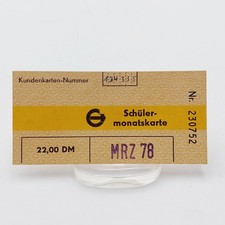 Kundenkarten-Nummer
Schüler-
monatskarte
22,00 DM
MRZ 78
Nr. 230752